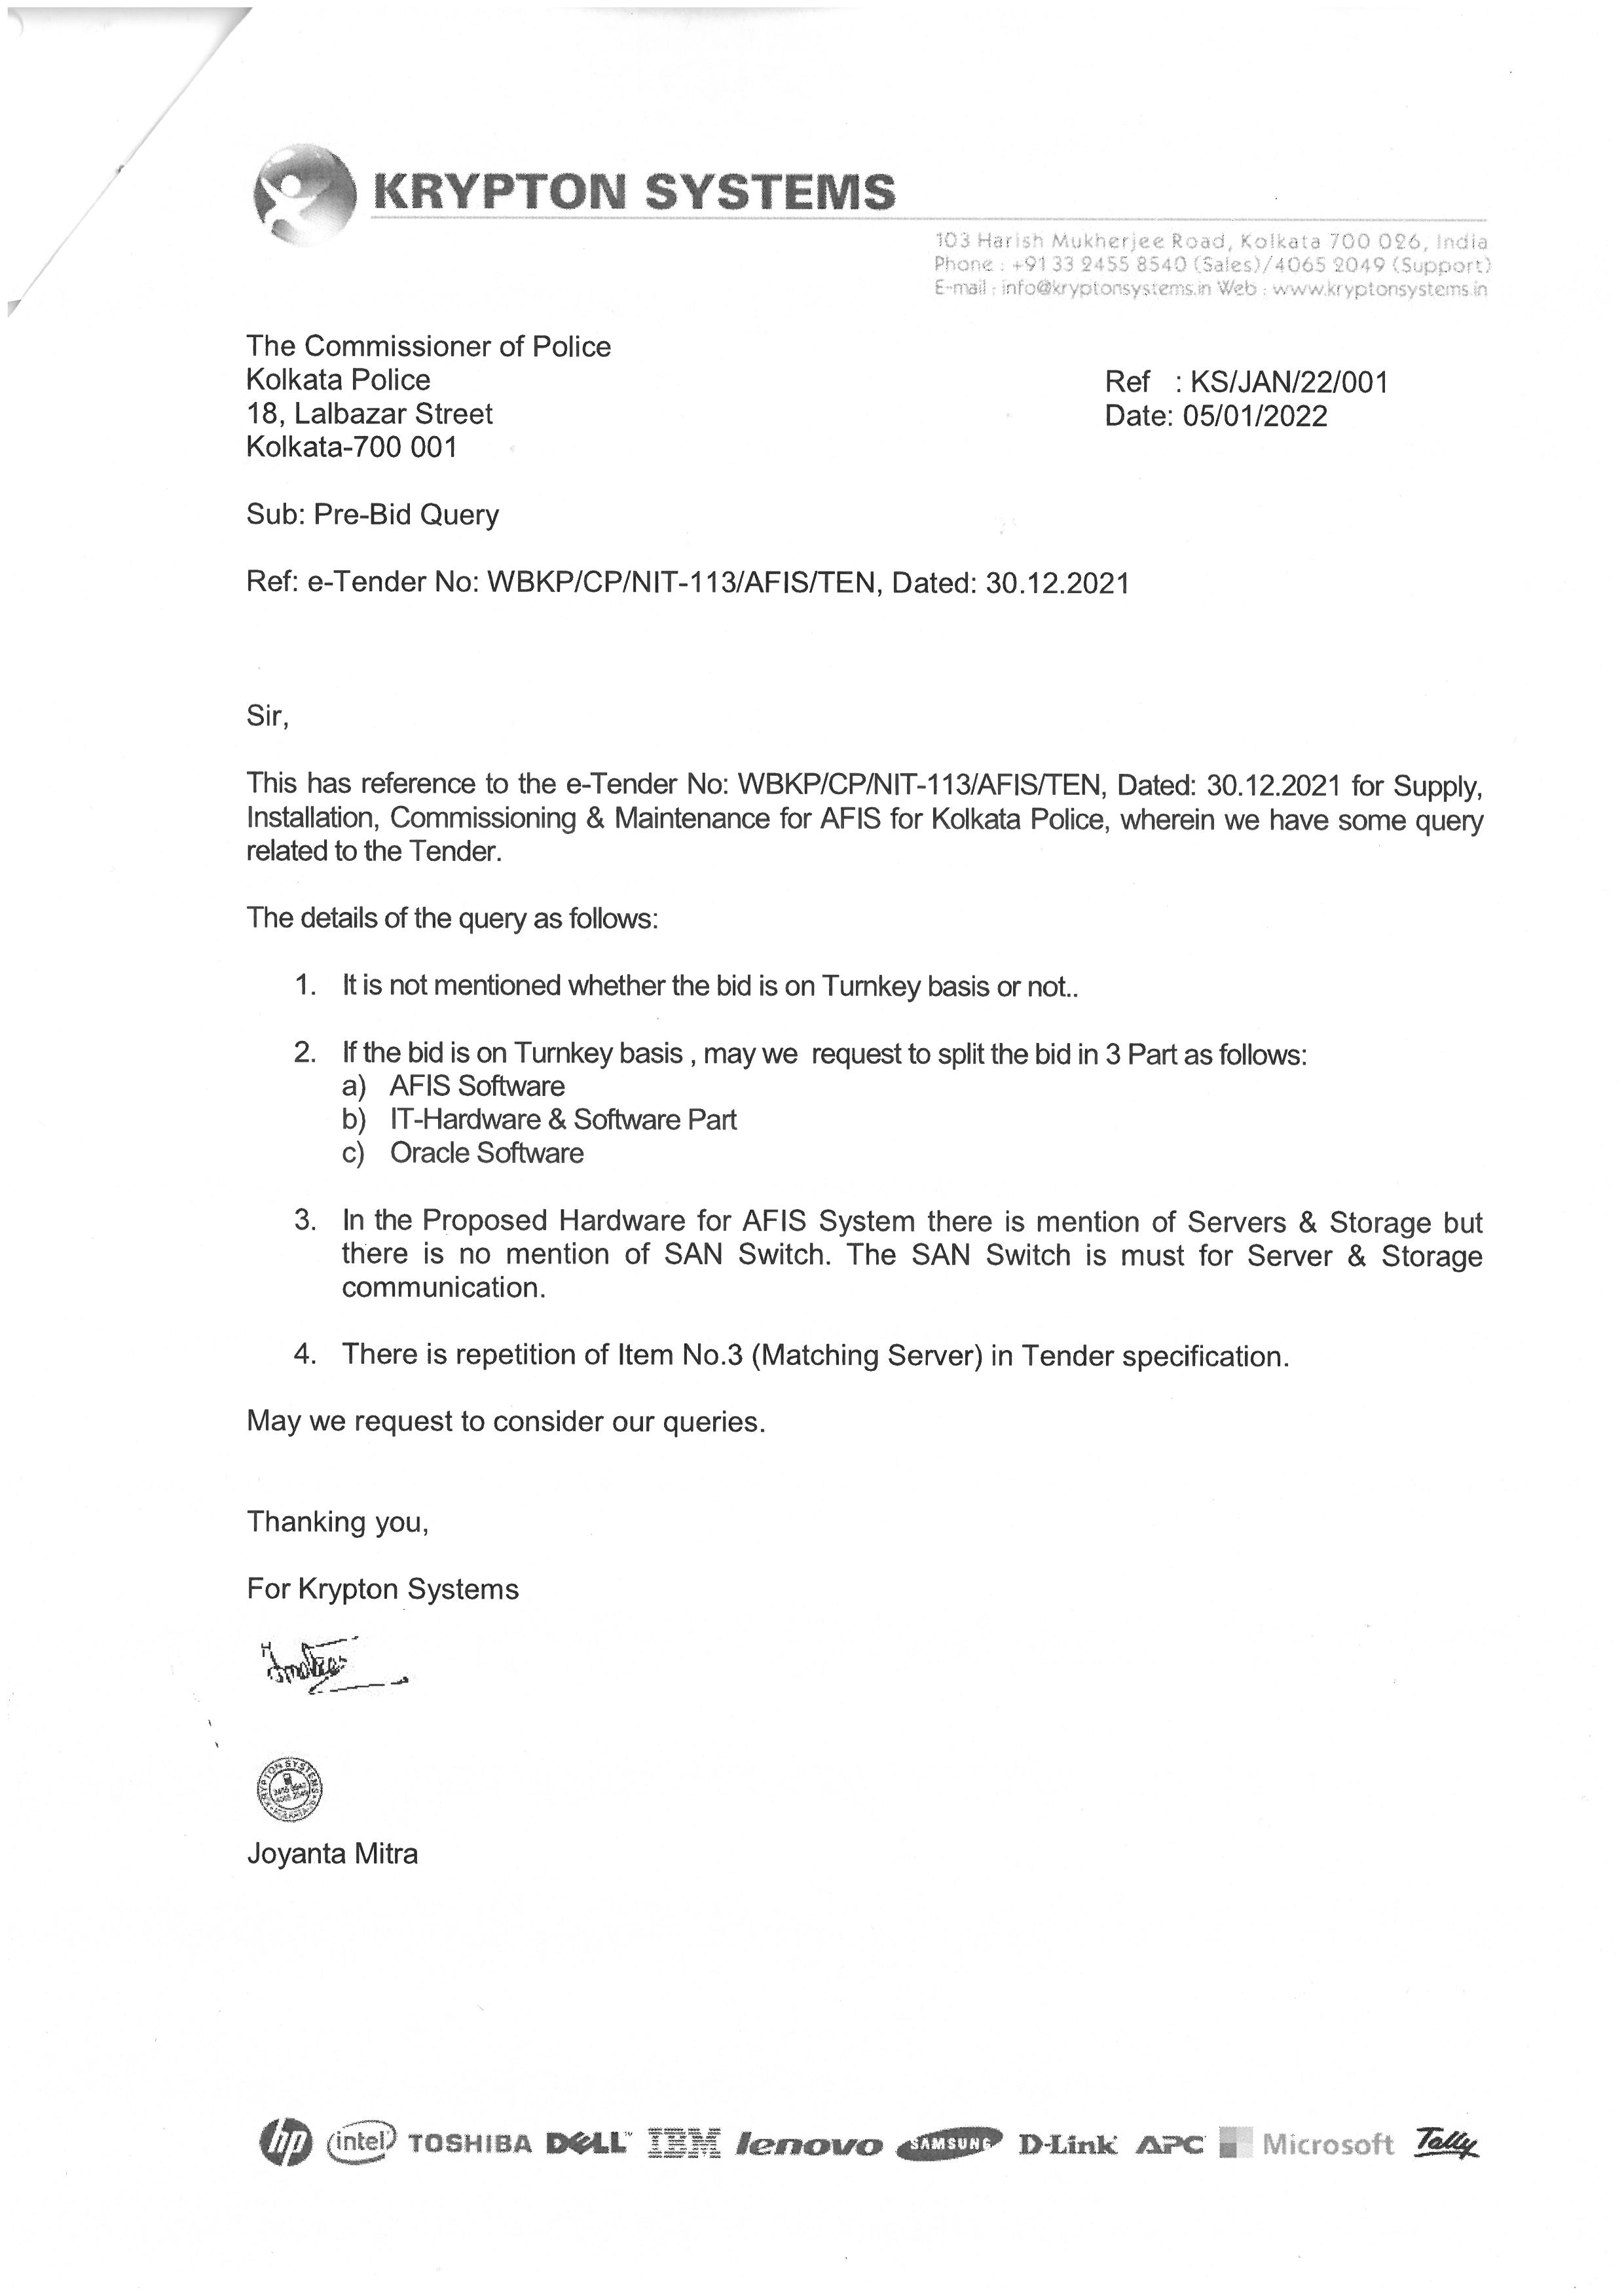 KRYPTON SYSTEMS
103 Harish Mukherjee Road, Kolkata 700 026, India
Phone : +91 33 2455 8540 (Sales)/4065 2049 (Support)
E-mail : info@kryptonsystems.in Web : www.kryptonsystems.in
The Commissioner of Police
Kolkata Police
18, Lalbazar Street
Kolkata-700 001
Ref : KS/JAN/22/001
Date: 05/01/2022
Sub: Pre-Bid Query
Ref: e-Tender No: WBKP/CP/NIT-113/AFIS/TEN, Dated: 30.12.2021
Sir,
This has reference to the e-Tender No: WBKP/CP/NIT-113/AFIS/TEN, Dated: 30.12.2021 for Supply,
Installation, Commissioning & Maintenance for AFIS for Kolkata Police, wherein we have some query
related to the Tender.
The details of the query as follows:
1. It is not mentioned whether the bid is on Turnkey basis or not..
2. If the bid is on Turnkey basis , may we request to split the bid in 3 Part as follows:
a) AFIS Software
b) IT-Hardware & Software Part
c) Oracle Software
3. In the Proposed Hardware for AFIS System there is mention of Servers & Storage but
there is no mention of SAN Switch. The SAN Switch is must for Server & Storage
communication.
4. There is repetition of Item No.3 (Matching Server) in Tender specification.
May we request to consider our queries.
Thanking you,
For Krypton Systems
KRYPTON SYSTEMS
Joyanta Mitra
hp intel TOSHIBA DELL IBM lenovo SAMSUNG D-Link APC Microsoft Tally